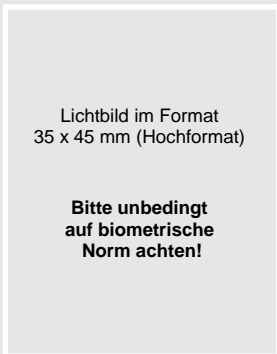 Lichtbild im Format
35 x 45 mm (Hochformat)
Bitte unbedingt
auf biometrische
Norm achten!